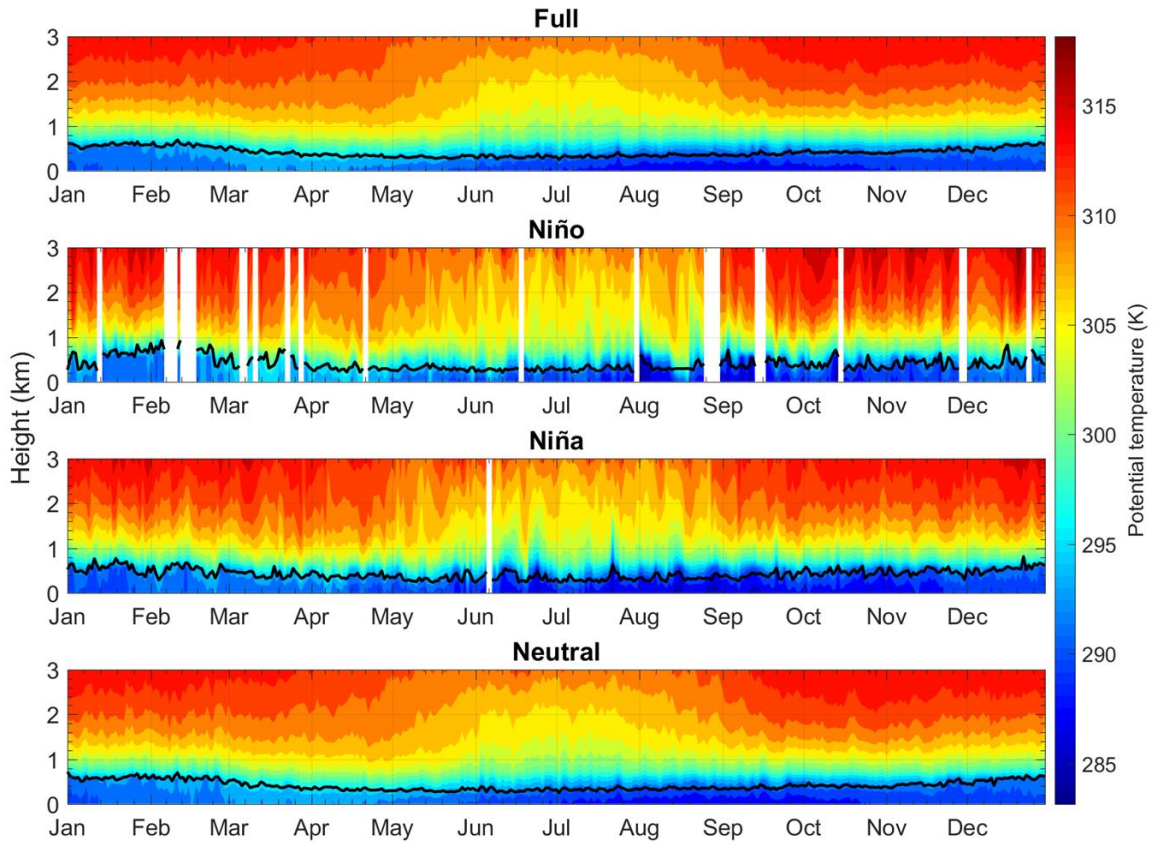 Full
3
2
1
0
Jan Feb Mar Apr May Jun Jul Aug Sep Oct Nov Dec
Niño
3
2
1
0
Jan Feb Mar Apr May Jun Jul Aug Sep Oct Nov Dec
Niña
3
2
1
0
Jan Feb Mar Apr May Jun Jul Aug Sep Oct Nov Dec
Neutral
3
2
1
0
Jan Feb Mar Apr May Jun Jul Aug Sep Oct Nov Dec
Height (km)
315
310
305
300
295
290
285
Potential temperature (K)